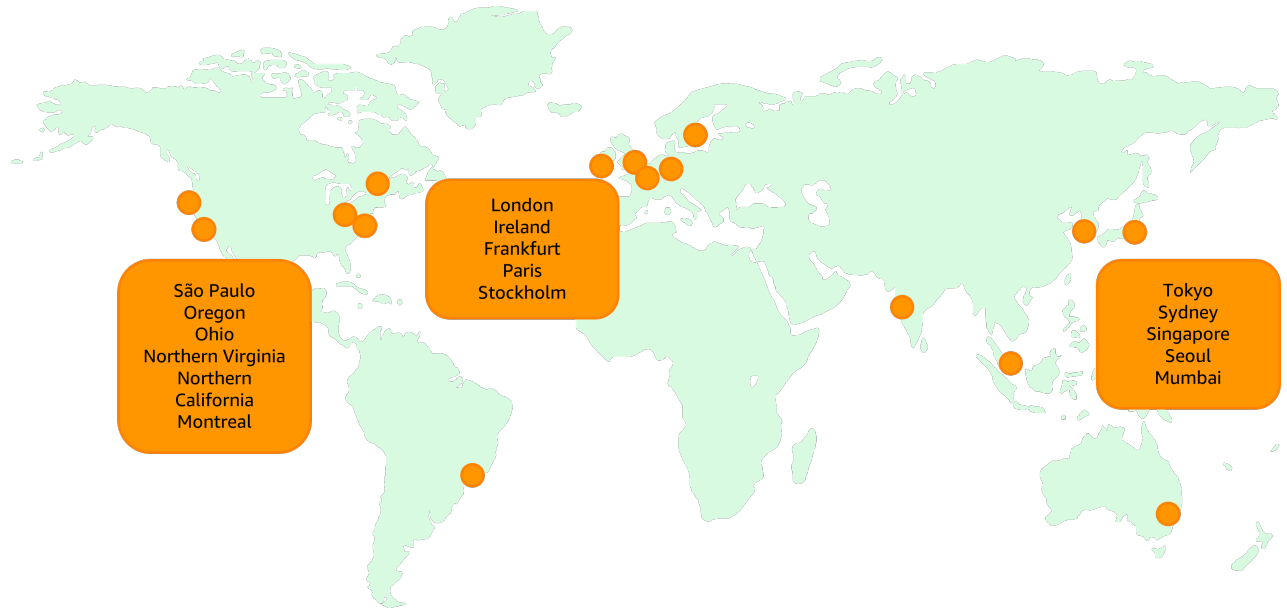 São Paulo
Oregon
Ohio
Northern Virginia
Northern
California
Montreal
London
Ireland
Frankfurt
Paris
Stockholm
Tokyo
Sydney
Singapore
Seoul
Mumbai